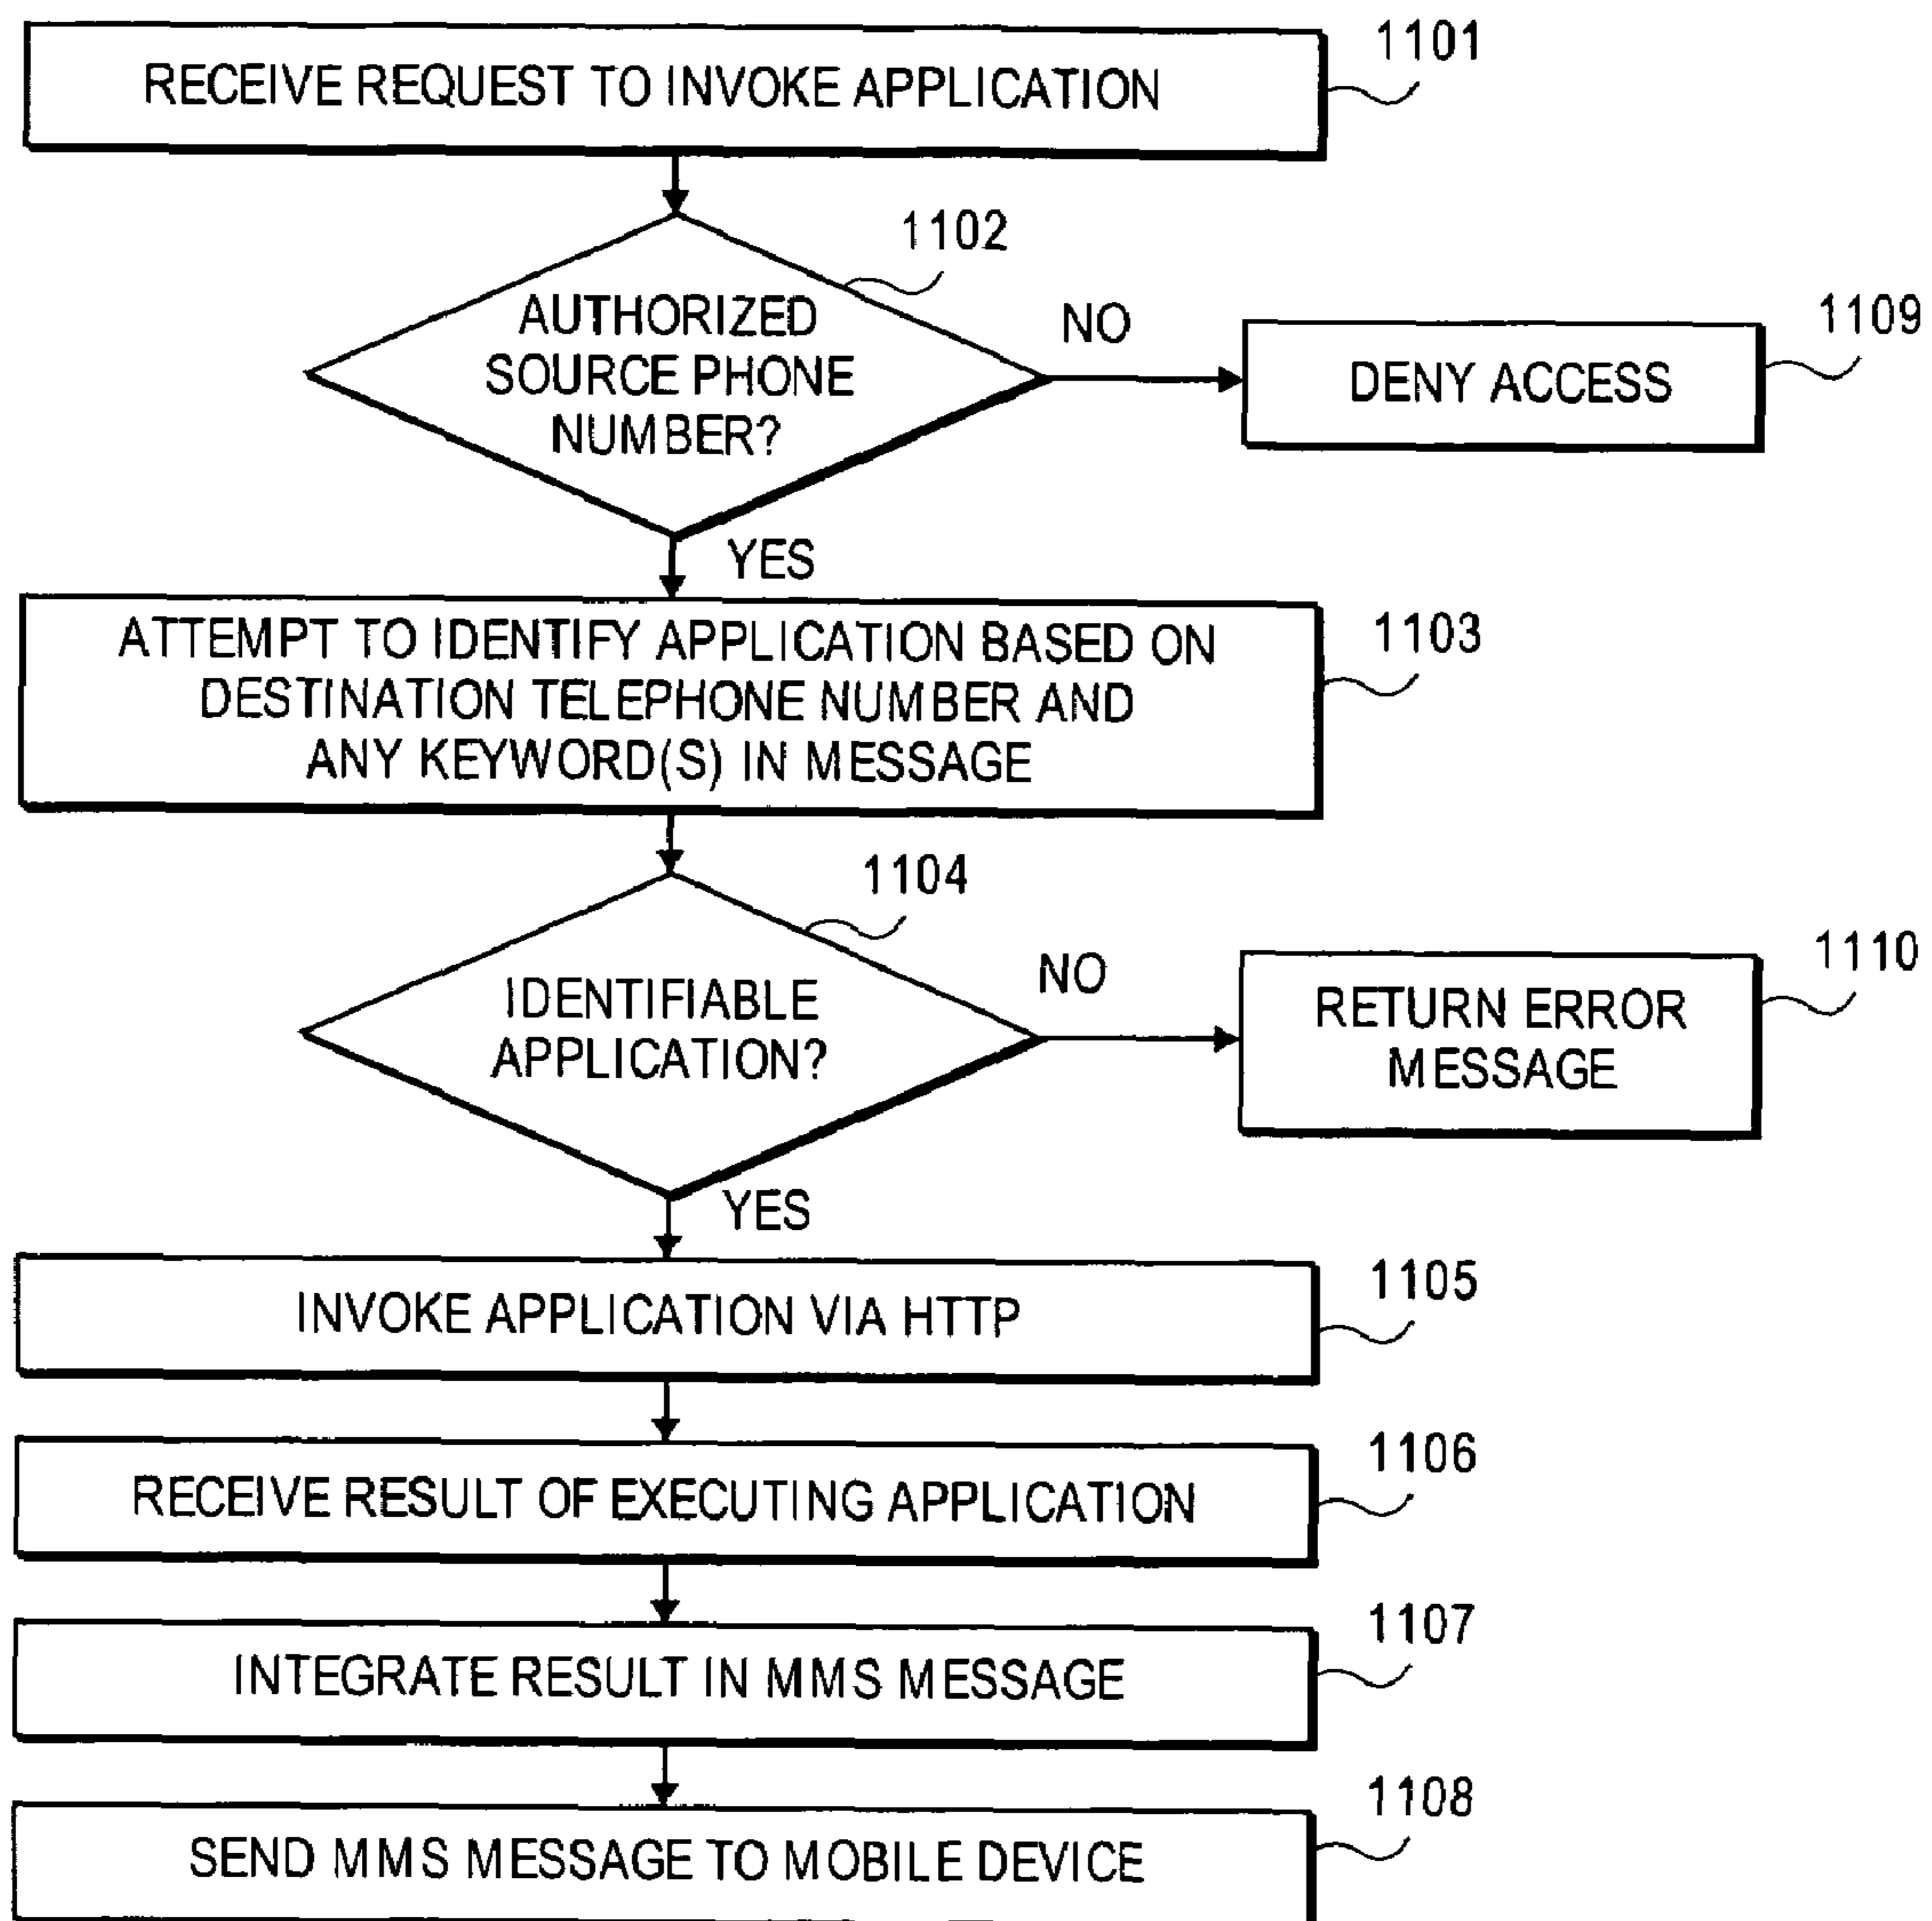 RECEIVE REQUEST TO INVOKE APPLICATION
1101
1102
AUTHORIZED
SOURCE PHONE
NUMBER?
NO
DENY ACCESS
1109
YES
ATTEMPT TO IDENTIFY APPLICATION BASED ON
DESTINATION TELEPHONE NUMBER AND
ANY KEYWORD(S) IN MESSAGE
1103
1104
IDENTIFIABLE
APPLICATION?
NO
RETURN ERROR
MESSAGE
1110
YES
INVOKE APPLICATION VIA HTTP
1105
RECEIVE RESULT OF EXECUTING APPLICATION
1106
INTEGRATE RESULT IN MMS MESSAGE
1107
SEND MMS MESSAGE TO MOBILE DEVICE
1108